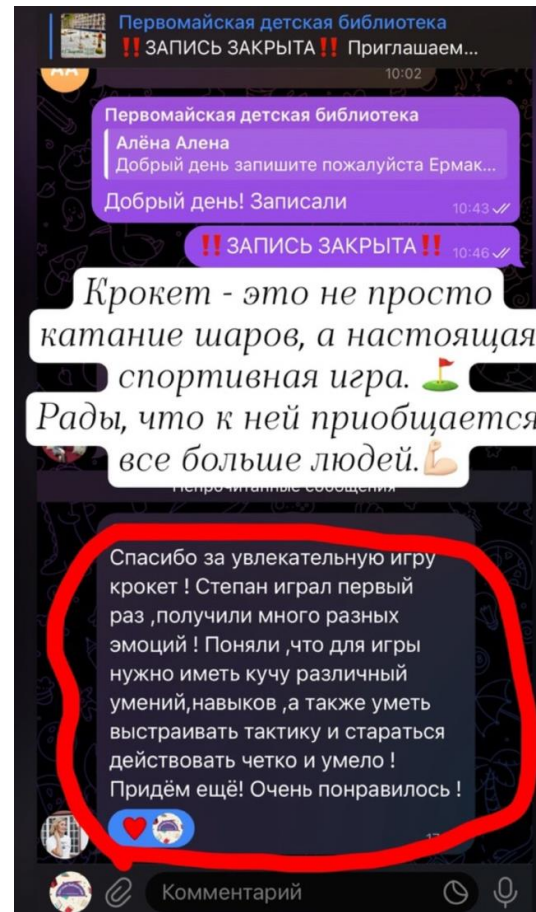 Первомайская детская библиотека
‼ЗАПИСЬ ЗАКРЫТА‼ Приглашаем...
АА
10:02
Первомайская детская библиотека
Алёна Алена
Добрый день запишите пожалуйста Ермак...
Добрый день! Записали
10:43
‼ЗАПИСЬ ЗАКРЫТА‼ 10:46
Крокет - это не просто
катание шаров, а настоящая
спортивная игра. ⛳
Рады, что к ней приобщается
все больше людей.💪🏻
Непрочитанные сообщения
Спасибо за увлекательную игру
крокет ! Степан играл первый
раз ,получили много разных
эмоций ! Поняли ,что для игры
нужно иметь кучу различный
умений,навыков ,а также уметь
выстраивать тактику и стараться
действовать четко и умело !
Придём ещё! Очень понравилось !
Комментарий